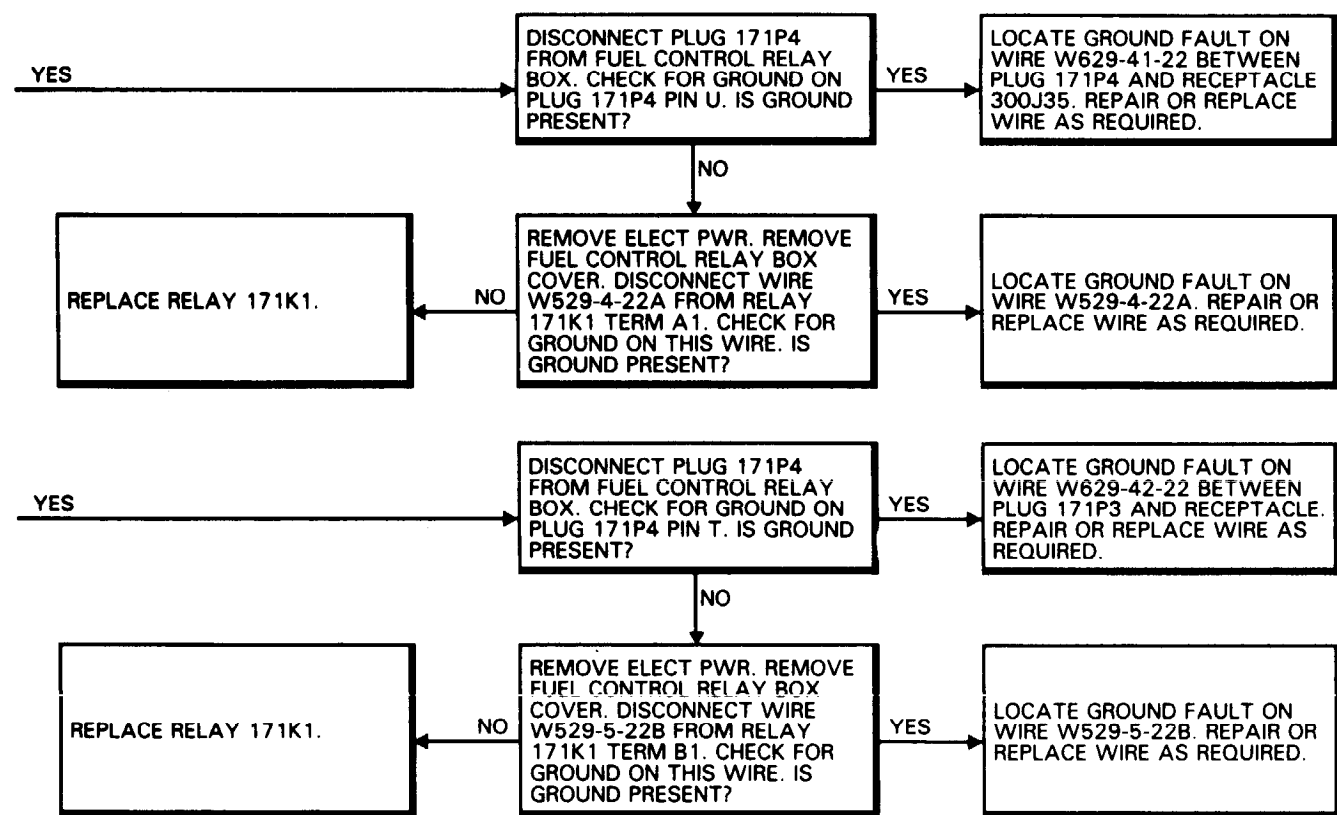 YES
DISCONNECT PLUG 171P4
FROM FUEL CONTROL RELAY
BOX. CHECK FOR GROUND ON
PLUG 171P4 PIN U. IS GROUND
PRESENT?
YES
LOCATE GROUND FAULT ON
WIRE W629-41-22 BETWEEN
PLUG 171P4 AND RECEPTACLE
300J35. REPAIR OR REPLACE
WIRE AS REQUIRED.
NO
REPLACE RELAY 171K1.
NO
REMOVE ELECT PWR. REMOVE
FUEL CONTROL RELAY BOX
COVER. DISCONNECT WIRE
W529-4-22A FROM RELAY
171K1 TERM A1. CHECK FOR
GROUND ON THIS WIRE. IS
GROUND PRESENT?
YES
LOCATE GROUND FAULT ON
WIRE W529-4-22A. REPAIR OR
REPLACE WIRE AS REQUIRED.
YES
DISCONNECT PLUG 171P4
FROM FUEL CONTROL RELAY
BOX. CHECK FOR GROUND ON
PLUG 171P4 PIN T. IS GROUND
PRESENT?
YES
LOCATE GROUND FAULT ON
WIRE W629-42-22 BETWEEN
PLUG 171P3 AND RECEPTACLE.
REPAIR OR REPLACE WIRE AS
REQUIRED.
NO
REPLACE RELAY 171K1.
NO
REMOVE ELECT PWR. REMOVE
FUEL CONTROL RELAY BOX
COVER. DISCONNECT WIRE
W529-5-22B FROM RELAY
171K1 TERM B1. CHECK FOR
GROUND ON THIS WIRE. IS
GROUND PRESENT?
YES
LOCATE GROUND FAULT ON
WIRE W529-5-22B. REPAIR OR
REPLACE WIRE AS REQUIRED.